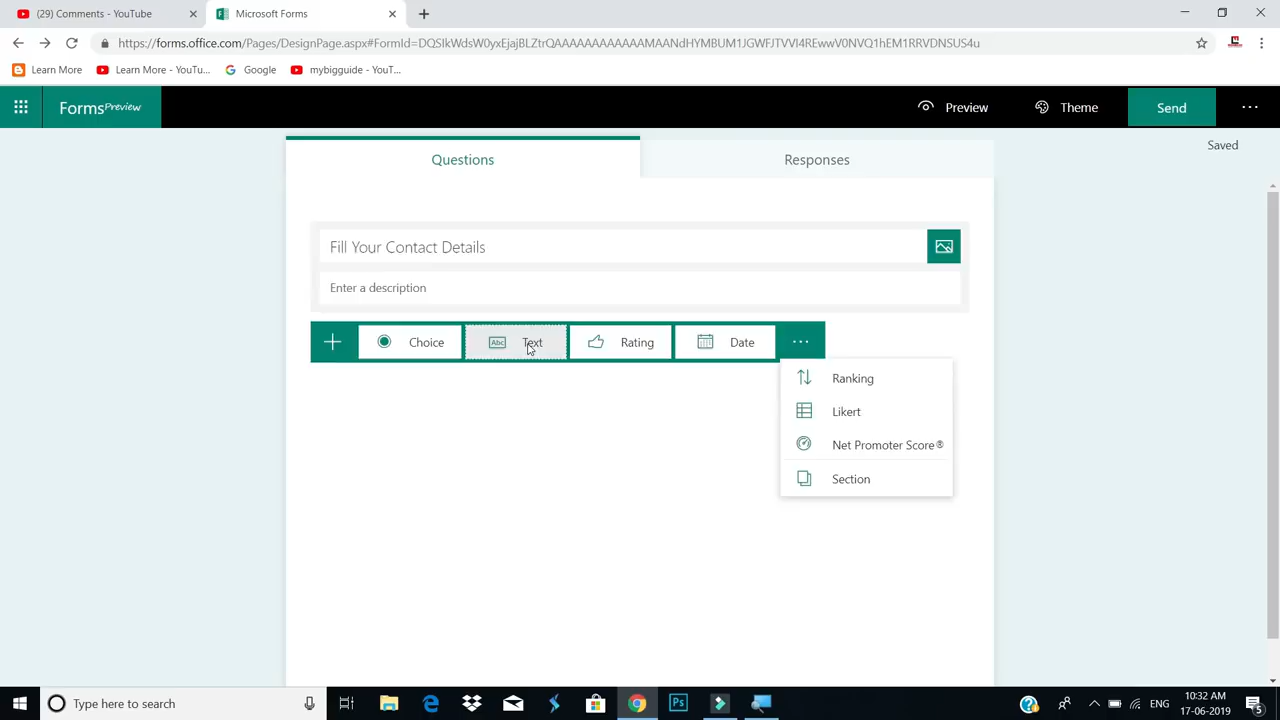 (29) Comments - YouTube
Microsoft Forms
https://forms.office.com/Pages/DesignPage.aspx#FormId=DQSIkWdsW0yxEjajBLZtrQAAAAAAAAAAAAMAANdHYMBUM1JGWFJTVVI4REwwV0NVQ1hEM1RRVDNSUS4u
Learn More
Learn More - YouTu...
Google
mybigguide - YouT...
Forms Preview
Preview
Theme
Send
...
Questions
Responses
Saved
Fill Your Contact Details
Enter a description
Choice
Abc Text
Rating
Date
...
Ranking
Likert
Net Promoter Score®
Section
Type here to search
Ps
ENG
10:32 AM
17-06-2019
5